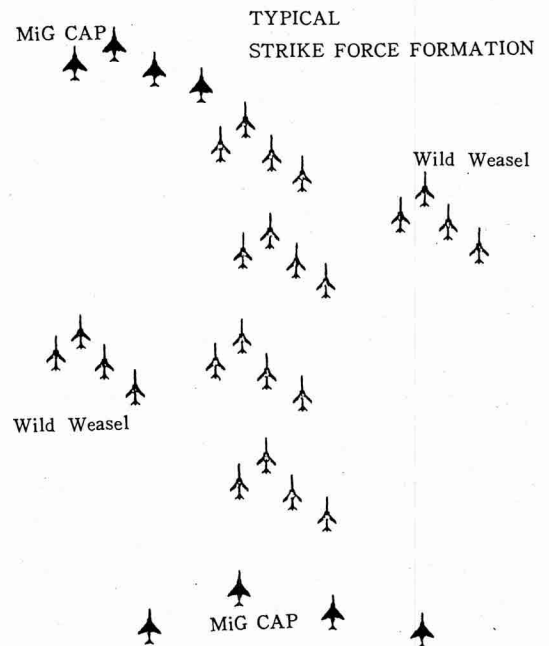 MiG CAP
TYPICAL
STRIKE FORCE FORMATION
Wild Weasel
Wild Weasel
MiG CAP